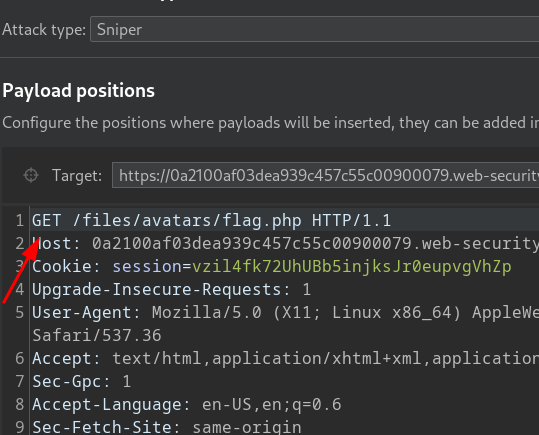 Attack type: Sniper
Payload positions
Configure the positions where payloads will be inserted, they can be added in
Target: https://0a2100af03dea939c457c55c00900079.web-security
1 GET /files/avatars/flag.php HTTP/1.1
2 Host: 0a2100af03dea939c457c55c00900079.web-security
3 Cookie: session=vzil4fk72UhUBb5injksJr0eupvgVhZp
4 Upgrade-Insecure-Requests: 1
5 User-Agent: Mozilla/5.0 (X11; Linux x86_64) AppleWe
Safari/537.36
6 Accept: text/html,application/xhtml+xml,application
7 Sec-Gpc: 1
8 Accept-Language: en-US,en;q=0.6
9 Sec-Fetch-Site: same-origin